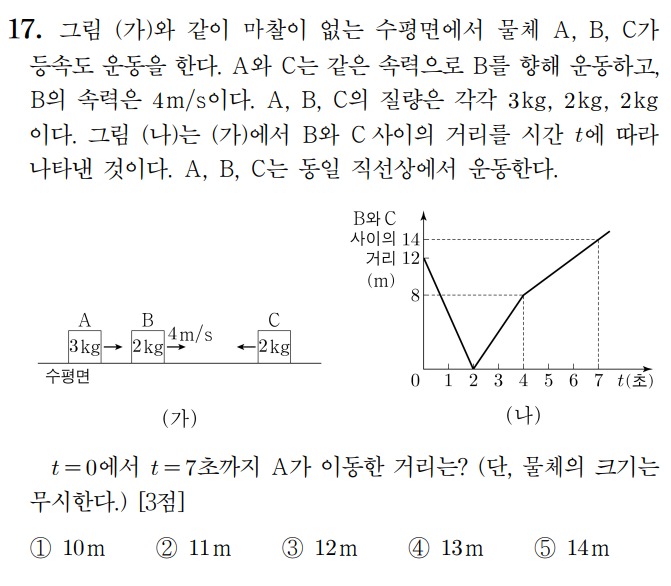 17. 그림 (가)와 같이 마찰이 없는 수평면에서 물체 A, B, C가
등속도 운동을 한다. A와 C는 같은 속력으로 B를 향해 운동하고,
B의 속력은 4m/s이다. A, B, C의 질량은 각각 3kg, 2kg, 2kg
이다. 그림 (나)는 (가)에서 B와 C 사이의 거리를 시간 t에 따라
나타낸 것이다. A, B, C는 동일 직선상에서 운동한다.
A
3kg
B
2kg
4m/s
C
2kg
수평면
(가)
B와 C
사이의
거리
(m)
14
12
8
0 1 2 3 4 5 6 7 t(초)
(나)
t=0에서 t=7초까지 A가 이동한 거리는? (단, 물체의 크기는
무시한다.) [3점]
① 10m ② 11m ③ 12m ④ 13m ⑤ 14m